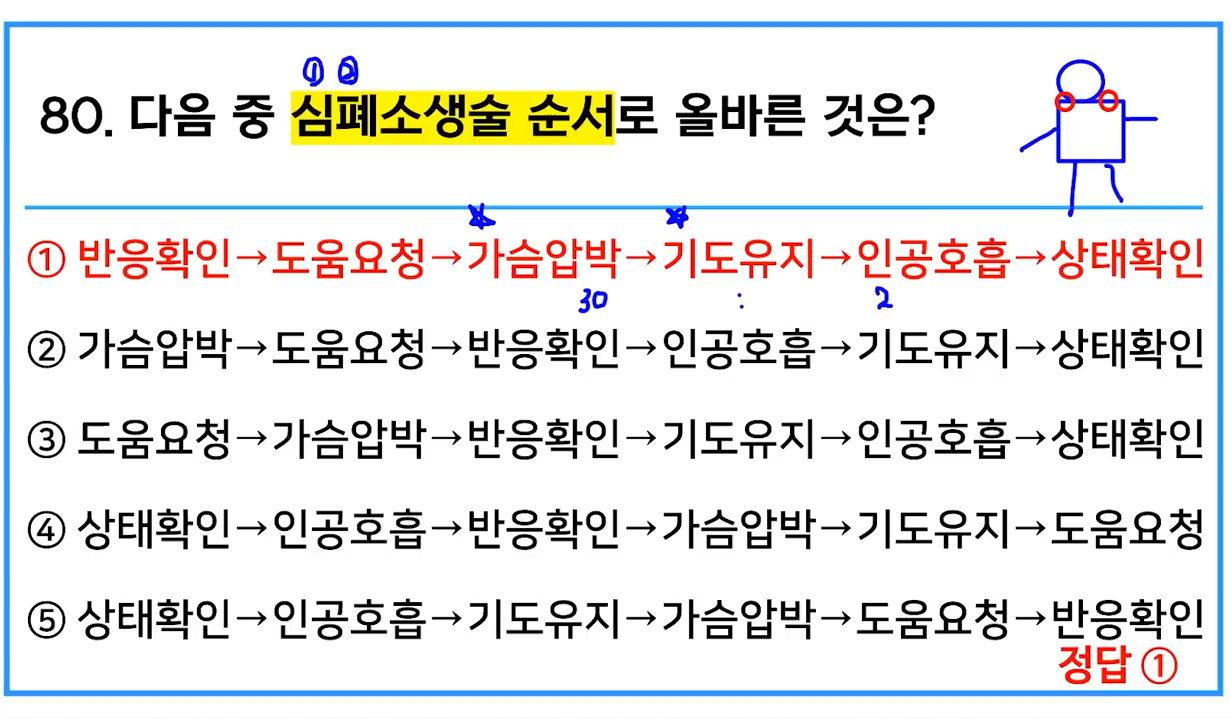 ① ②
80. 다음 중 심폐소생술 순서로 올바른 것은?
① 반응확인→도움요청→가슴압박→기도유지→인공호흡→상태확인
30 : 2
② 가슴압박→도움요청→반응확인→인공호흡→기도유지→상태확인
③ 도움요청→가슴압박→반응확인→기도유지→인공호흡→상태확인
④ 상태확인→인공호흡→반응확인→가슴압박→기도유지→도움요청
⑤ 상태확인→인공호흡→기도유지→가슴압박→도움요청→반응확인
정답 ①